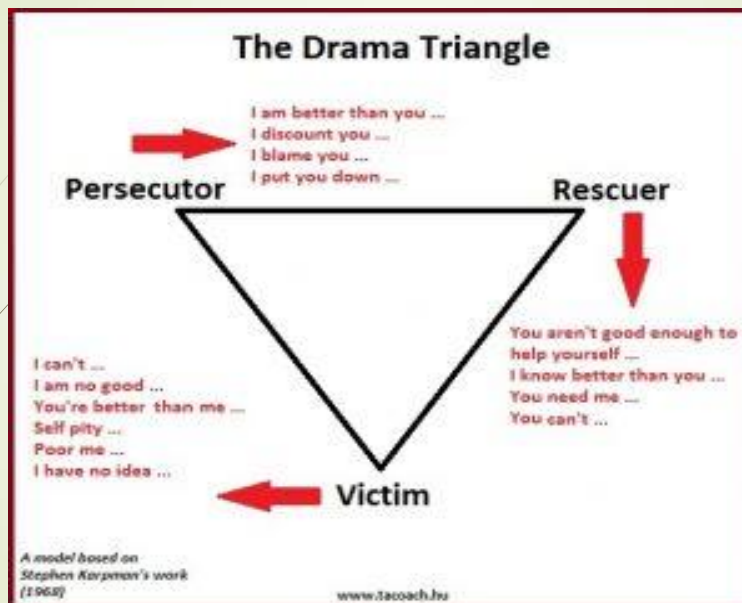 The Drama Triangle
I am better than you ...
I discount you ...
I blame you ...
I put you down ...
Persecutor
Rescuer
You aren't good enough to
help yourself ...
I know better than you ...
You need me ...
You can't ...
I can't ...
I am no good ...
You're better than me ...
Self pity ...
Poor me ...
I have no idea ...
Victim
A model based on
Stephen Karpman's work
(1968)
www.tacoach.hu